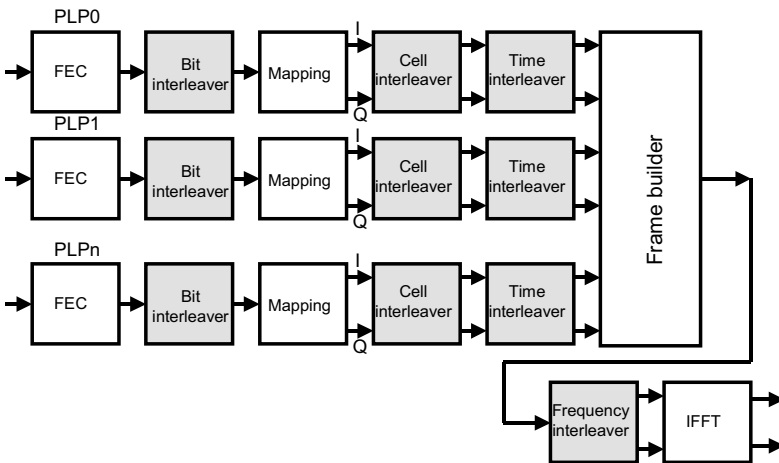 PLP0
FEC
Bit
interleaver
Mapping
I
Q
Cell
interleaver
Time
interleaver
PLP1
FEC
Bit
interleaver
Mapping
I
Q
Cell
interleaver
Time
interleaver
PLPn
FEC
Bit
interleaver
Mapping
I
Q
Cell
interleaver
Time
interleaver
Frame builder
Frequency
interleaver
IFFT